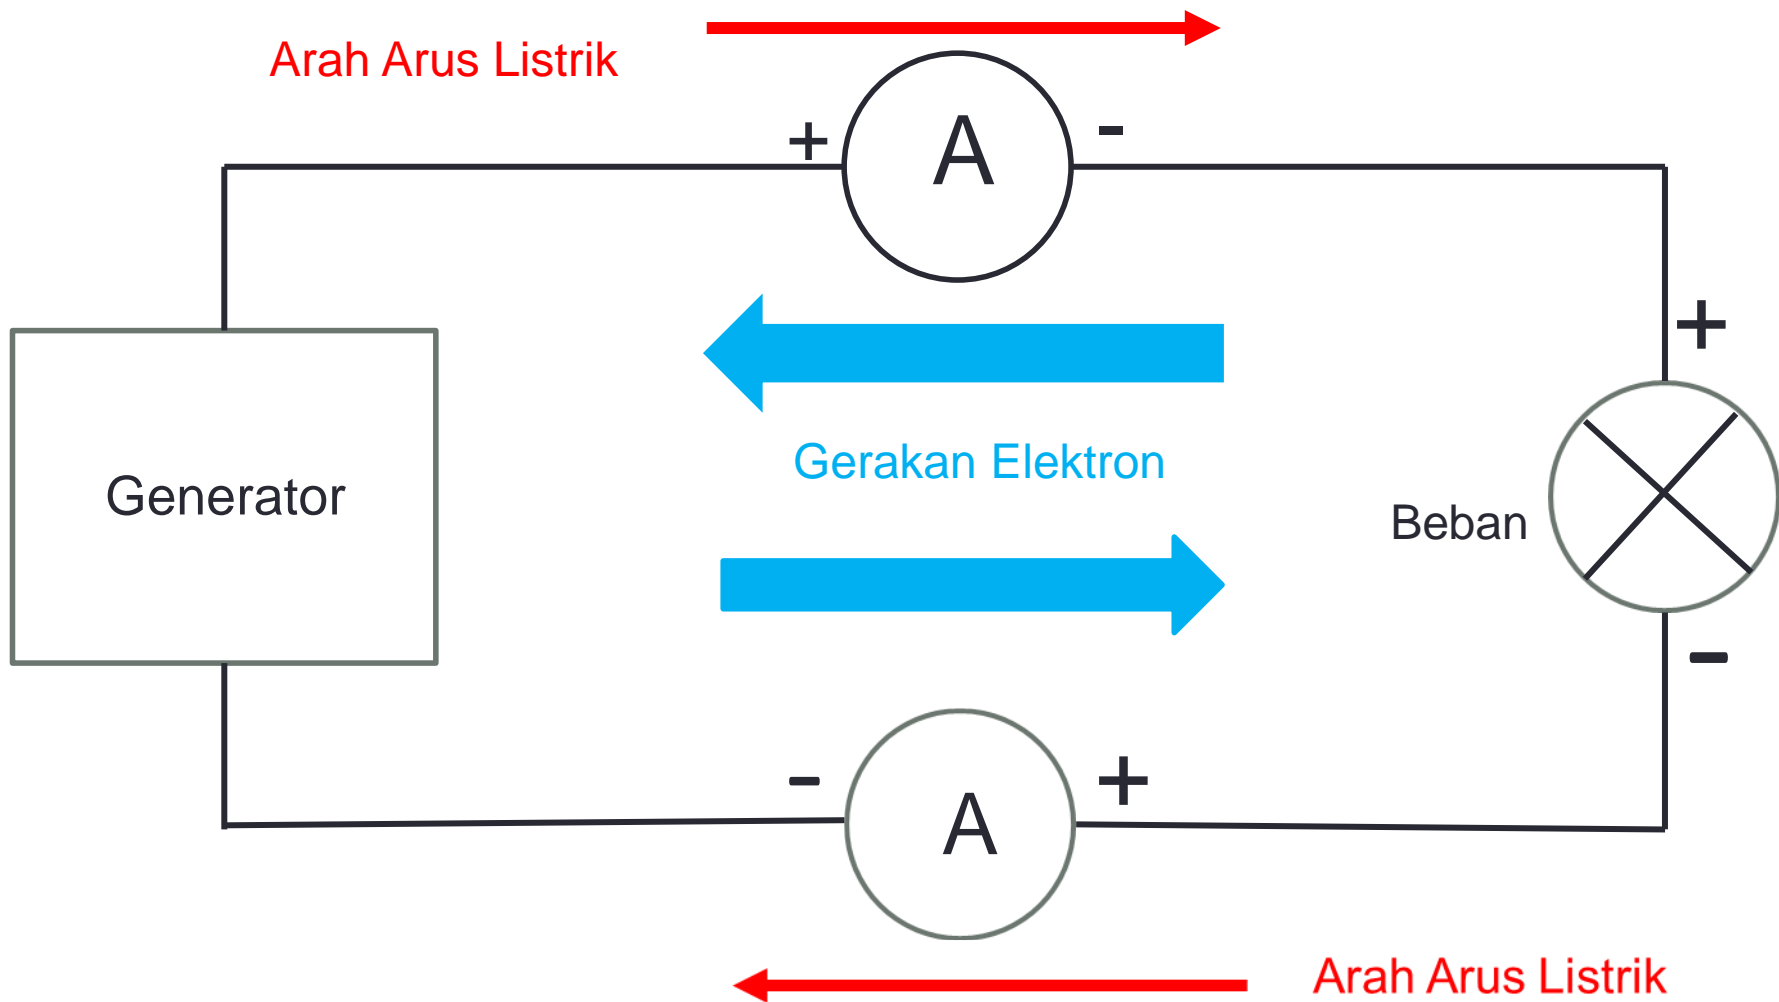 Arah Arus Listrik
+ A -
+
Gerakan Elektron
Generator
Beban
-
- A +
Arah Arus Listrik